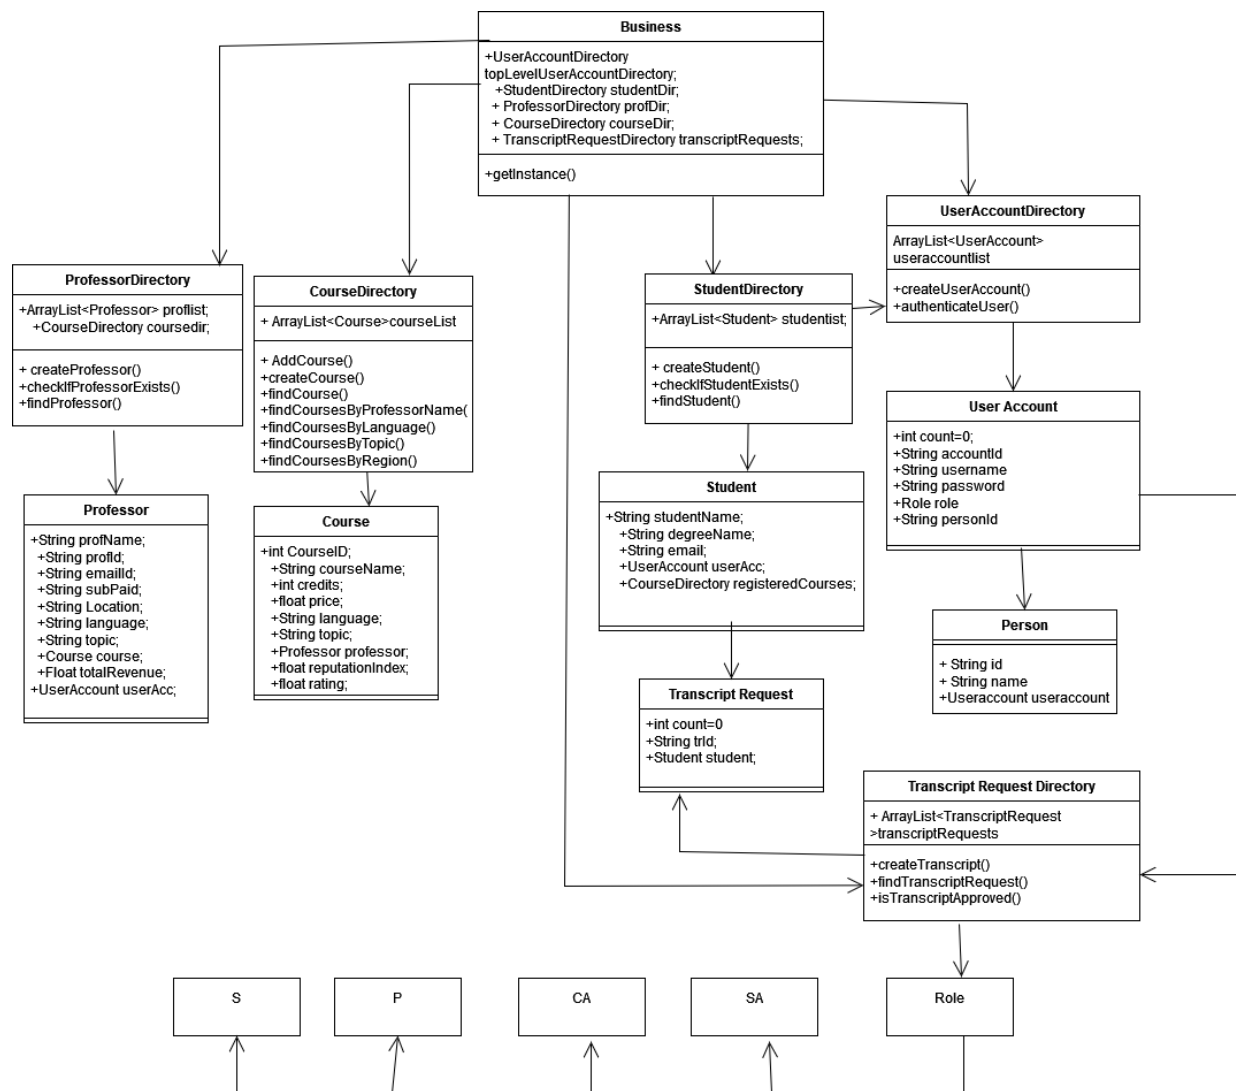 Business
+UserAccountDirectory
topLevelUserAccountDirectory;
+StudentDirectory studentDir;
+ ProfessorDirectory profDir;
+ CourseDirectory courseDir;
+ TranscriptRequestDirectory transcriptRequests;
+getInstance()
ProfessorDirectory
+ArrayList<Professor> proflist;
+CourseDirectory coursedir;
+ createProfessor()
+checkIfProfessorExists()
+findProfessor()
CourseDirectory
+ ArrayList<Course>courseList
+ AddCourse()
+createCourse()
+findCourse()
+findCoursesByProfessorName(
+findCoursesByLanguage()
+findCoursesByTopic()
+findCoursesByRegion()
StudentDirectory
+ArrayList<Student> studentist;
+ createStudent()
+checkIfStudentExists()
+findStudent()
UserAccountDirectory
ArrayList<UserAccount>
useraccountlist
+createUserAccount()
+authenticateUser()
Professor
+String profName;
+String profId;
+String emailId;
+String subPaid;
+String Location;
+String language;
+String topic;
+Course course;
+Float totalRevenue;
+UserAccount userAcc;
Course
+int CourseID;
+String courseName;
+int credits;
+float price;
+String language;
+String topic;
+Professor professor;
+float reputationIndex;
+float rating;
Student
+String studentName;
+String degreeName;
+String email;
+UserAccount userAcc;
+CourseDirectory registeredCourses;
User Account
+int count=0;
+String accountId
+String username
+String password
+Role role
+String personId
Person
+ String id
+ String name
+Useraccount useraccount
Transcript Request
+int count=0
+String trId;
+Student student;
Transcript Request Directory
+ ArrayList<TranscriptRequest
>transcriptRequests
+createTranscript()
+findTranscriptRequest()
+isTranscriptApproved()
S
P
CA
SA
Role